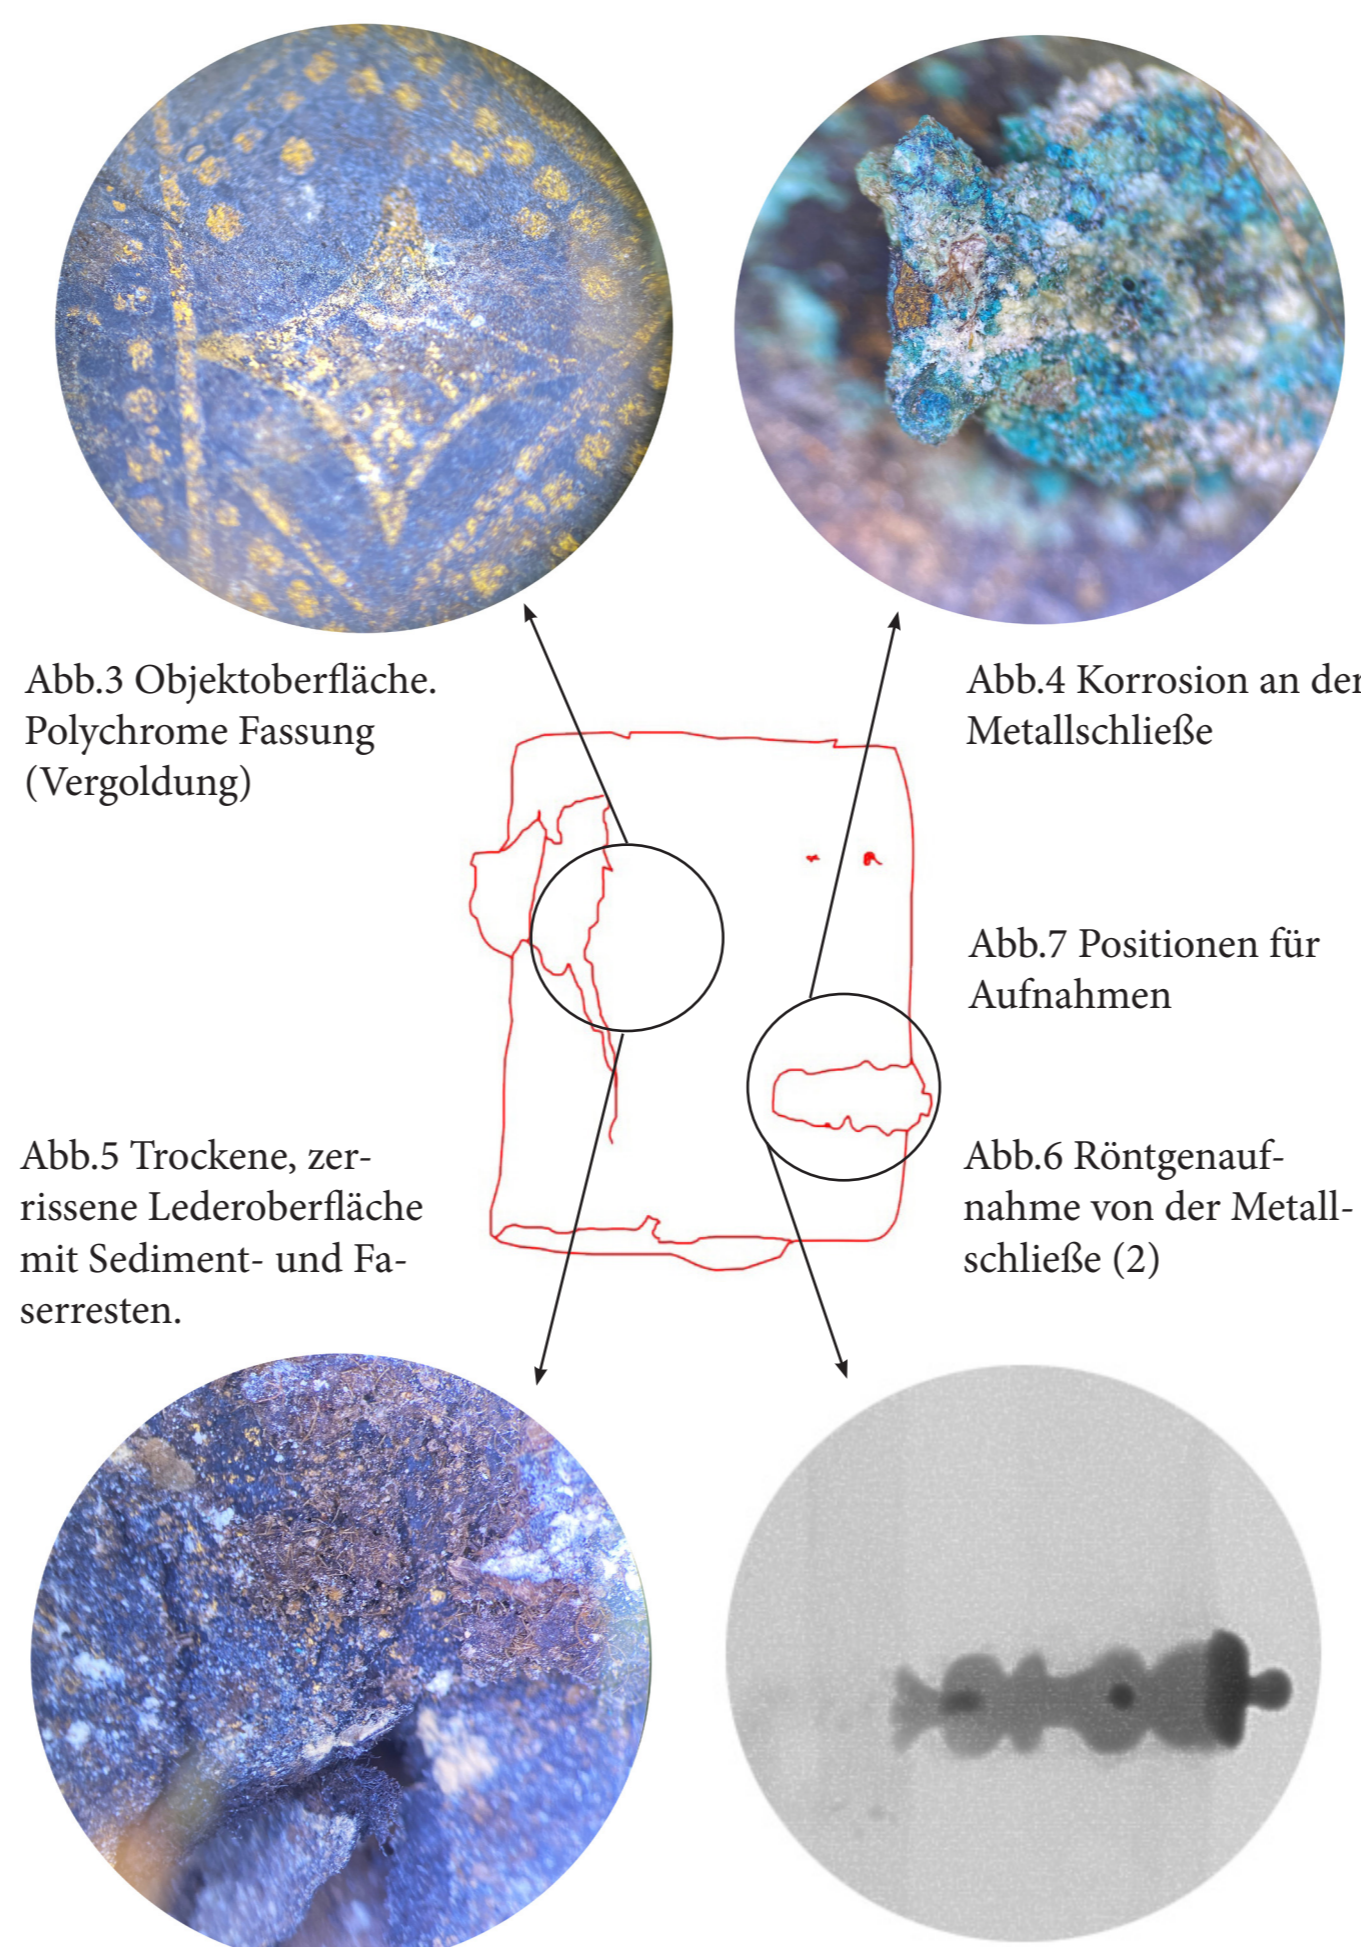 Abb.3 Objektoberfläche.
Polychrome Fassung
(Vergoldung)
Abb.4 Korrosion an der
Metallschließe
Abb.7 Positionen für
Aufnahmen
Abb.5 Trockene, zer-
rissene Lederoberfläche
mit Sediment- und Fa-
serresten.
Abb.6 Röntgenauf-
nahme von der Metall-
schließe (2)